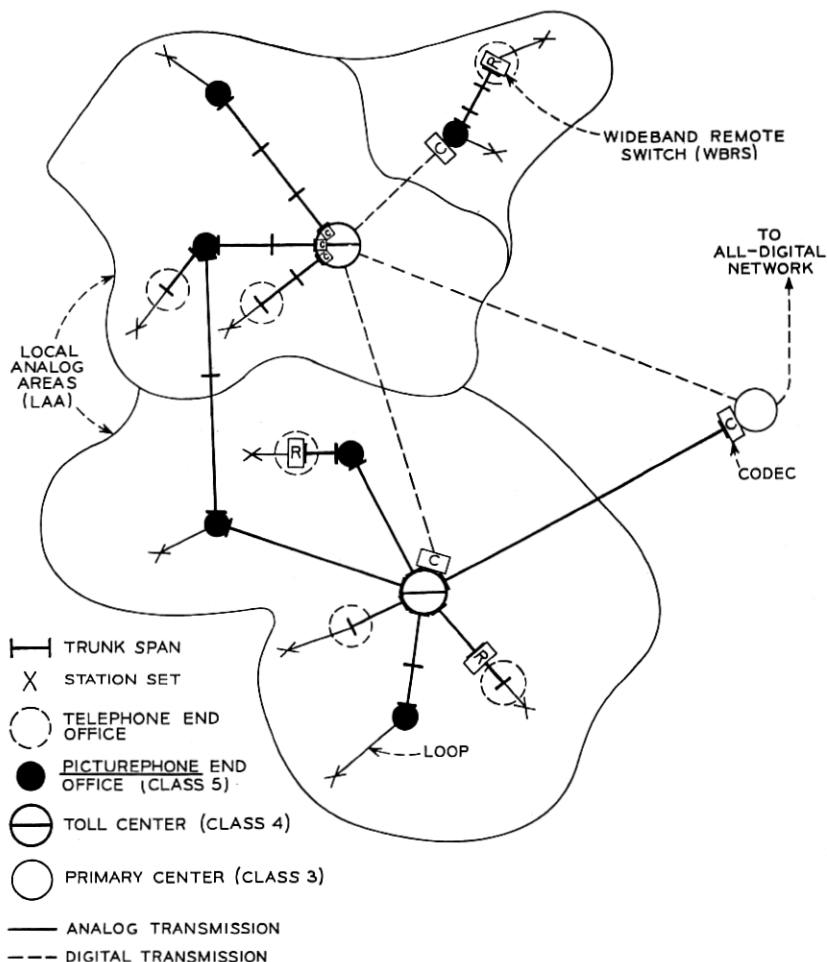 R
WIDEBAND REMOTE
SWITCH (WBRS)
C
TO
ALL-DIGITAL
NETWORK
C
C
C
LOCAL
ANALOG
AREAS
(LAA)
C
CODEC
R
C
R
TRUNK SPAN
STATION SET
TELEPHONE END
OFFICE
LOOP
PICTUREPHONE END
OFFICE (CLASS 5)
TOLL CENTER (CLASS 4)
PRIMARY CENTER (CLASS 3)
ANALOG TRANSMISSION
DIGITAL TRANSMISSION